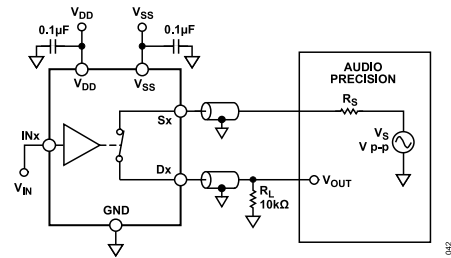 VDD
VSS
0.1µF
0.1µF
VDD
VSS
AUDIO
PRECISION
RS
Sx
VS
V p-p
INx
VIN
Dx
VOUT
RL
10kΩ
GND
042